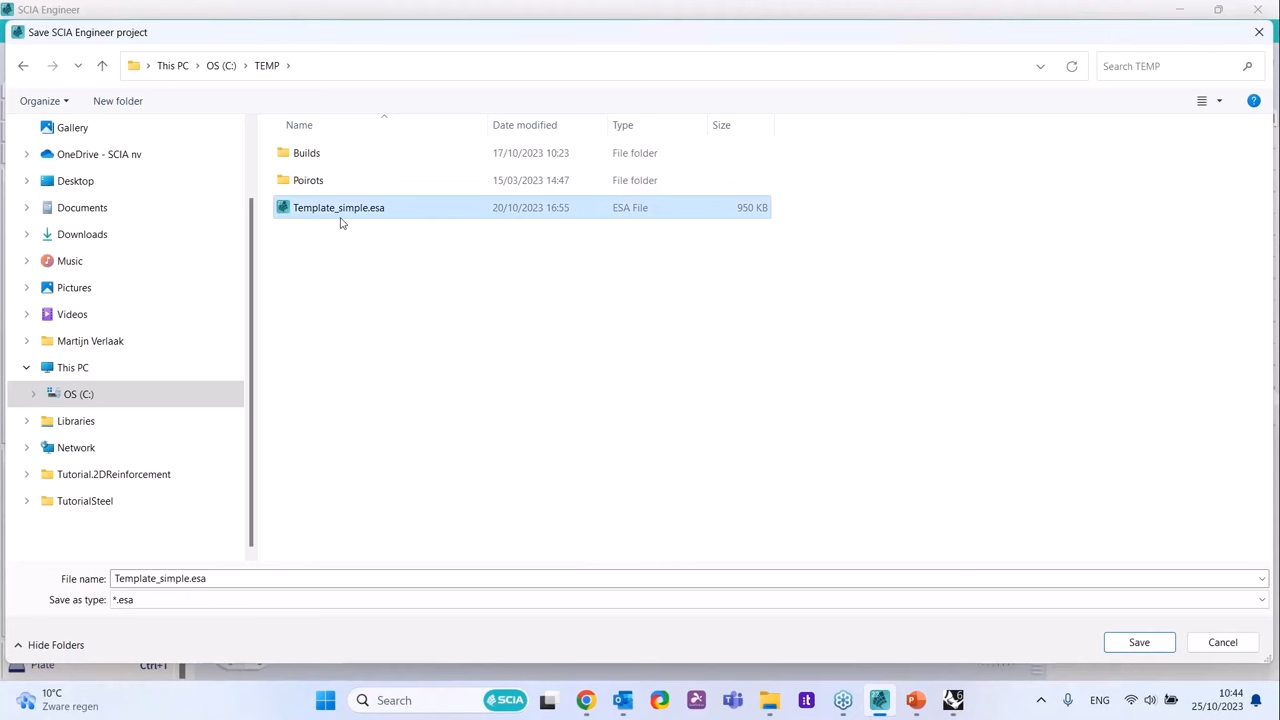 SCIA Engineer
Save SCIA Engineer project
This PC
OS (C:)
TEMP
Search TEMP
Organize
New folder
Name
Date modified
Type
Size
Gallery
OneDrive - SCIA nv
Desktop
Documents
Downloads
Music
Pictures
Videos
Martijn Verlaak
This PC
OS (C:)
Libraries
Network
Tutorial.2DReinforcement
TutorialSteel
Builds 17/10/2023 10:23 File folder
Poirots 15/03/2023 14:47 File folder
Template_simple.esa 20/10/2023 16:55 ESA File 950 KB
File name: Template_simple.esa
Save as type: *.esa
Hide Folders
Save
Cancel
Plate Ctrl+1
10°C
Zware regen
Search
SCIA
ENG
10:44
25/10/2023